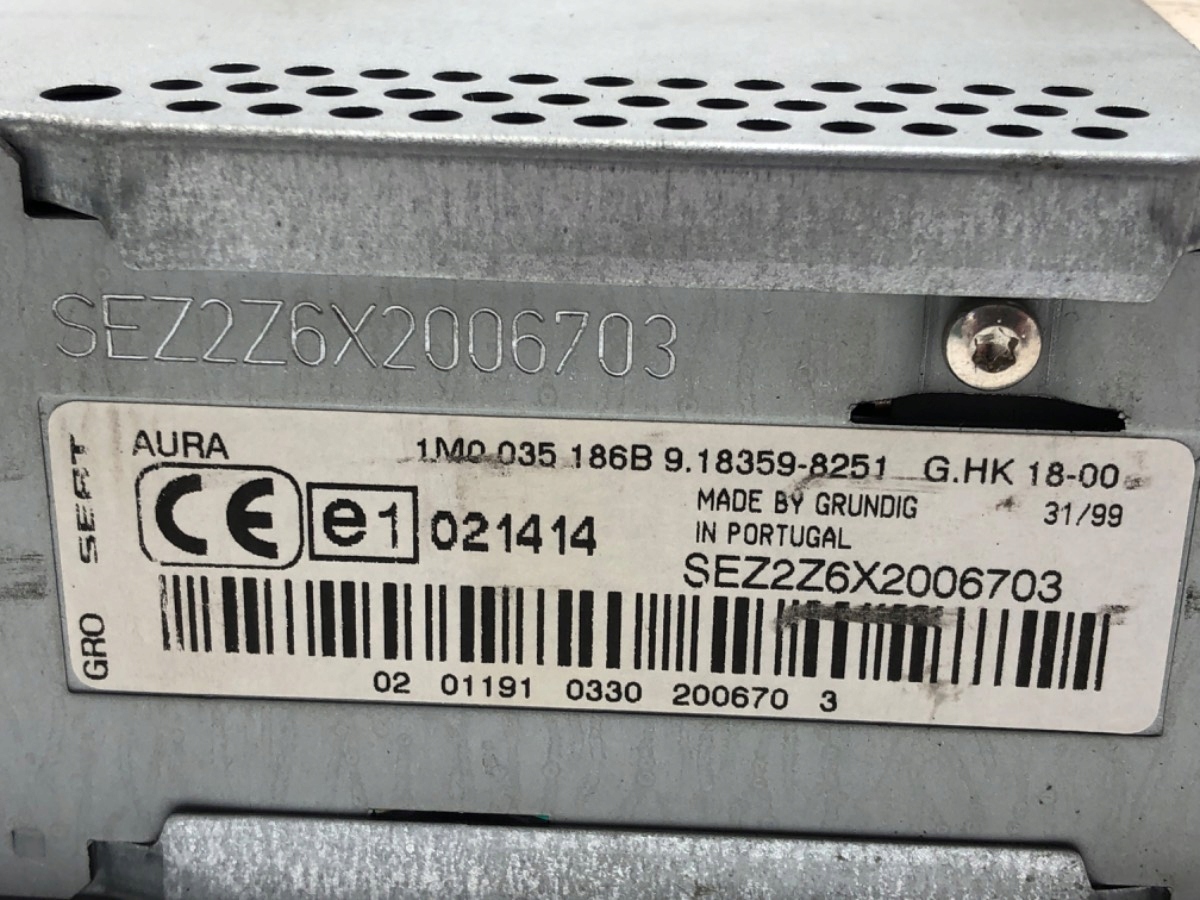 SEZ2Z6X2006703
GRO SEAT
AURA 1M0 035 186B 9.18359-8251 G.HK 18-00
CE e1 021414
MADE BY GRUNDIG 31/99
IN PORTUGAL
SEZ2Z6X2006703
02 01191 0330 200670 3